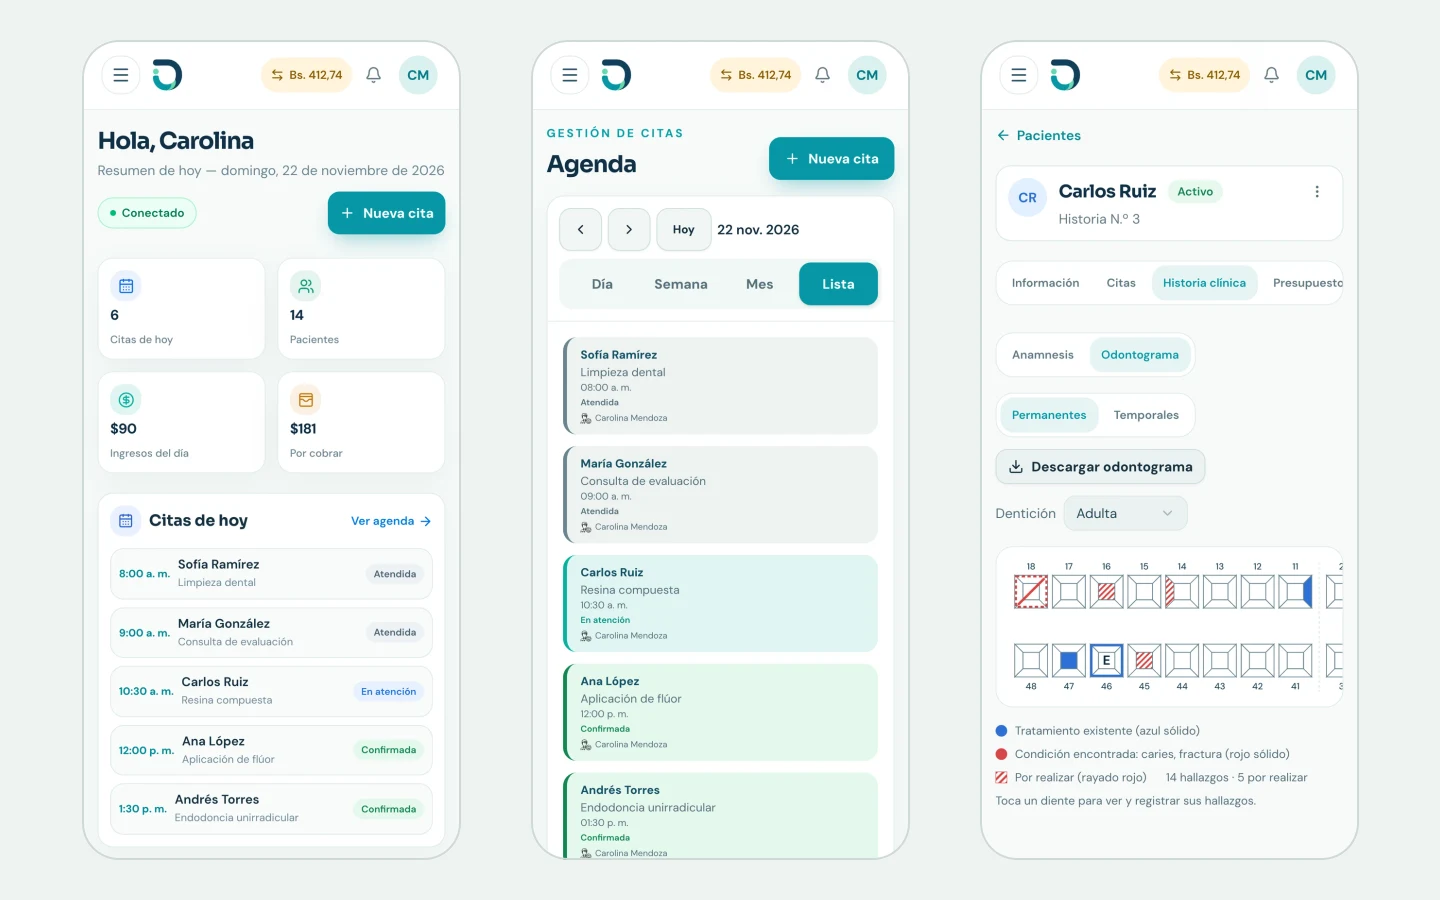 Bs. 412,74
CM
Hola, Carolina
Resumen de hoy — domingo, 22 de noviembre de 2026
Conectado
+ Nueva cita
6
Citas de hoy
14
Pacientes
$90
Ingresos del día
$181
Por cobrar
Citas de hoy
Ver agenda →
8:00 a. m.
Sofía Ramírez
Limpieza dental
Atendida
9:00 a. m.
María González
Consulta de evaluación
Atendida
10:30 a. m.
Carlos Ruiz
Resina compuesta
En atención
12:00 p. m.
Ana López
Aplicación de flúor
Confirmada
1:30 p. m.
Andrés Torres
Endodoncia unirradicular
Confirmada
Bs. 412,74
CM
GESTIÓN DE CITAS
Agenda
+ Nueva cita
Hoy
22 nov. 2026
Día
Semana
Mes
Lista
Sofía Ramírez
Limpieza dental
08:00 a. m.
Atendida
Carolina Mendoza
María González
Consulta de evaluación
09:00 a. m.
Atendida
Carolina Mendoza
Carlos Ruiz
Resina compuesta
10:30 a. m.
En atención
Carolina Mendoza
Ana López
Aplicación de flúor
12:00 p. m.
Confirmada
Carolina Mendoza
Andrés Torres
Endodoncia unirradicular
01:30 p. m.
Confirmada
Carolina Mendoza
Bs. 412,74
CM
← Pacientes
CR
Carlos Ruiz
Activo
Historia N.º 3
Información
Citas
Historia clínica
Presupuesto
Anamnesis
Odontograma
Permanentes
Temporales
Descargar odontograma
Dentición
Adulta
18 17 16 15 14 13 12 11
E
48 47 46 45 44 43 42 41
Tratamiento existente (azul sólido)
Condición encontrada: caries, fractura (rojo sólido)
Por realizar (rayado rojo)
14 hallazgos · 5 por realizar
Toca un diente para ver y registrar sus hallazgos.